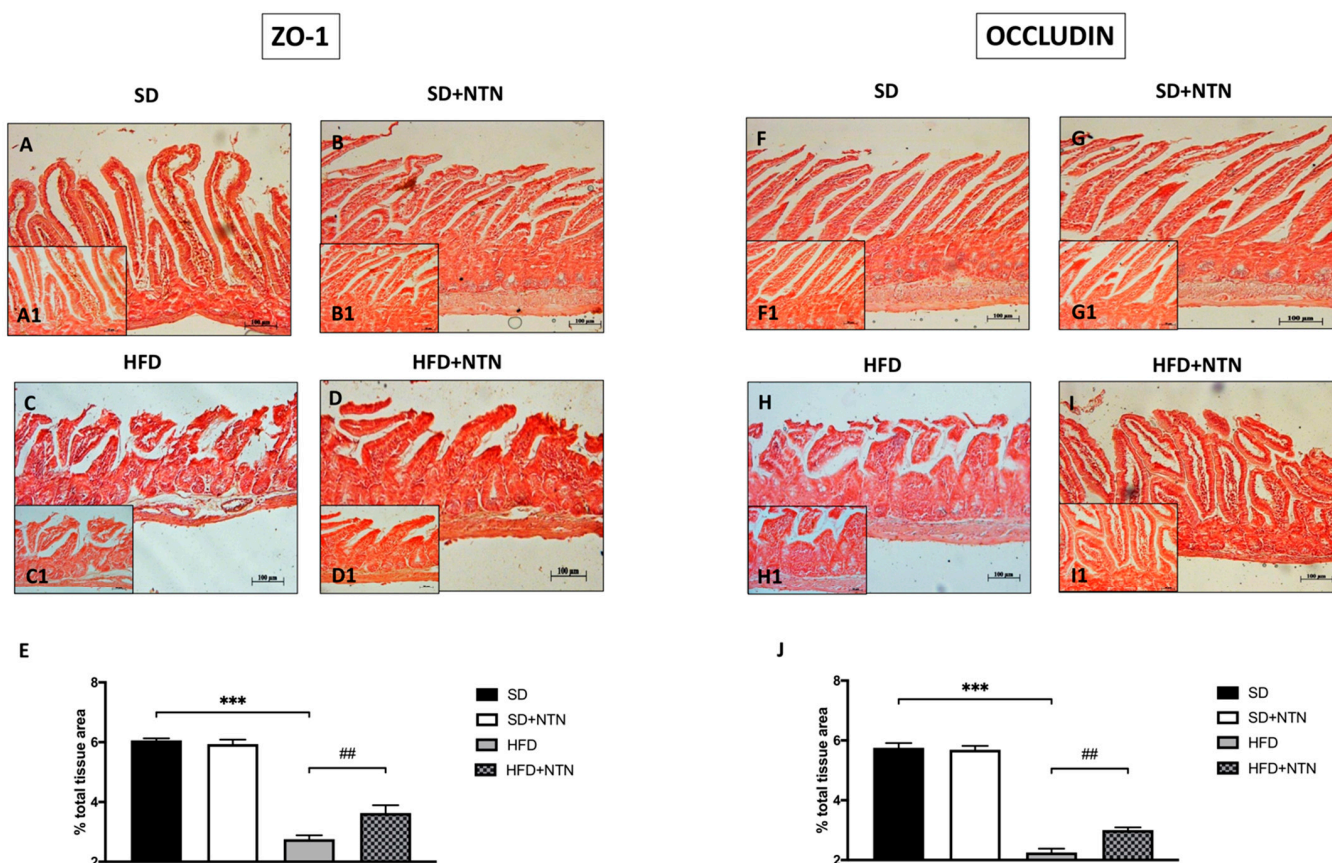 ZO-1
SD
SD+NTN
A
B
A1
100 µm
B1
100 µm
HFD
HFD+NTN
C
D
C1
100 µm
D1
100 µm
E
8
6
4
2
% total tissue area
***
##
SD
SD+NTN
HFD
HFD+NTN
OCCLUDIN
SD
SD+NTN
F
G
F1
100 µm
G1
100 µm
HFD
HFD+NTN
H
I
H1
100 µm
I1
100 µm
J
8
6
4
2
% total tissue area
***
##
SD
SD+NTN
HFD
HFD+NTN